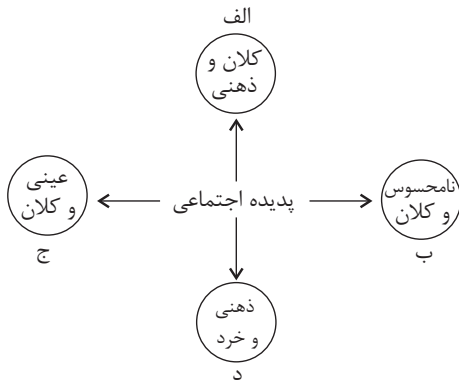 الف
کلان و
ذهنی
نامحسوس
و کلان
ب
پدیده اجتماعی
عینی
و کلان
ج
ذهنی
و خرد
د